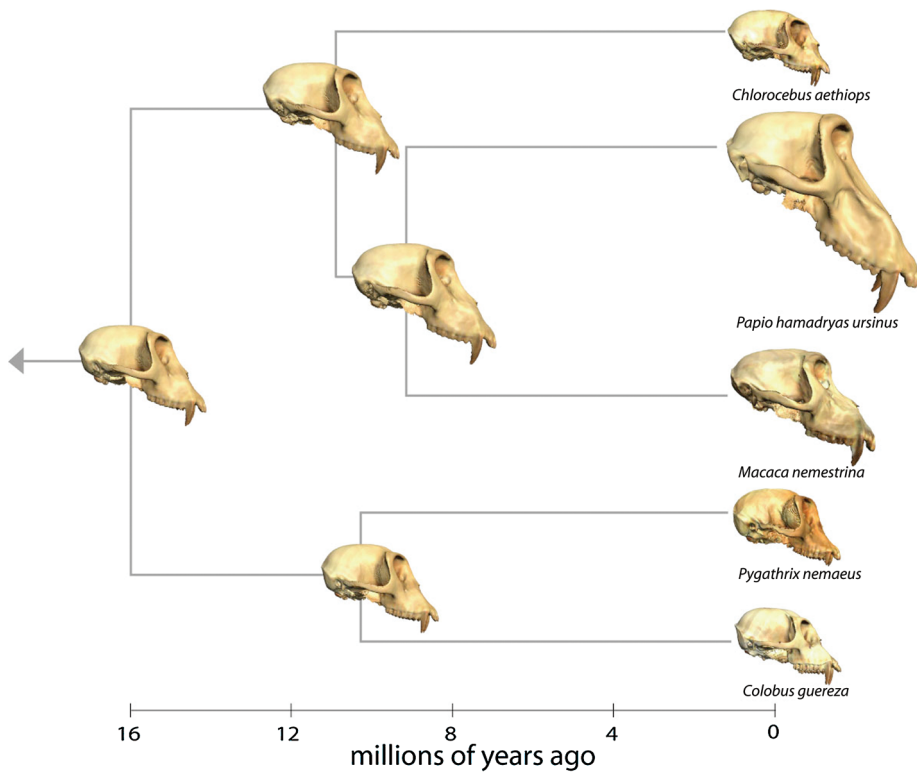 Chlorocebus aethiops
Papio hamadryas ursinus
Macaca nemestrina
Pygathrix nemaeus
Colobus guereza
16 12 8 4 0
millions of years ago